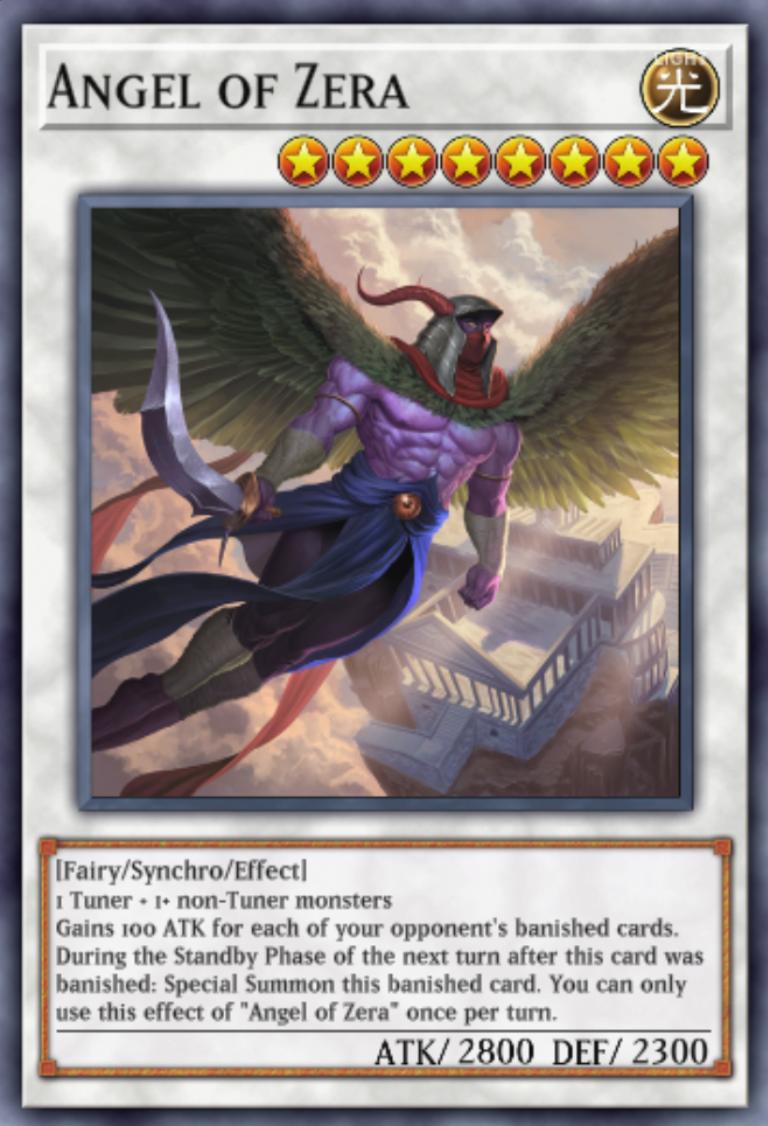 ANGEL OF ZERA
LIGHT
光
[Fairy/Synchro/Effect]
1 Tuner + 1+ non-Tuner monsters
Gains 100 ATK for each of your opponent's banished cards.
During the Standby Phase of the next turn after this card was
banished: Special Summon this banished card. You can only
use this effect of "Angel of Zera" once per turn.
ATK/ 2800 DEF/ 2300